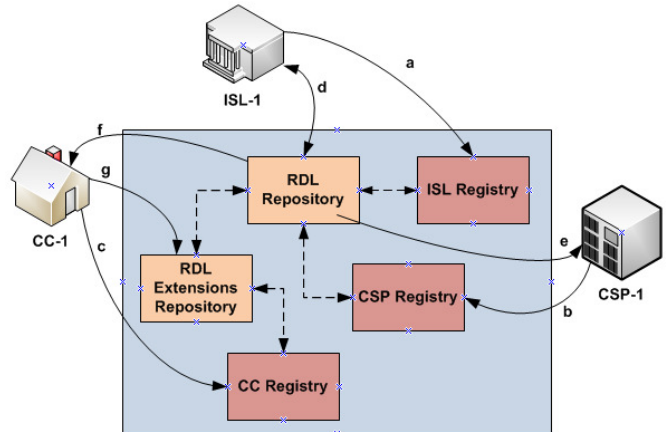 a
ISL-1
d
f
g
CC-1
c
RDL
Repository
ISL Registry
e
CSP-1
RDL
Extensions
Repository
CSP Registry
b
CC Registry